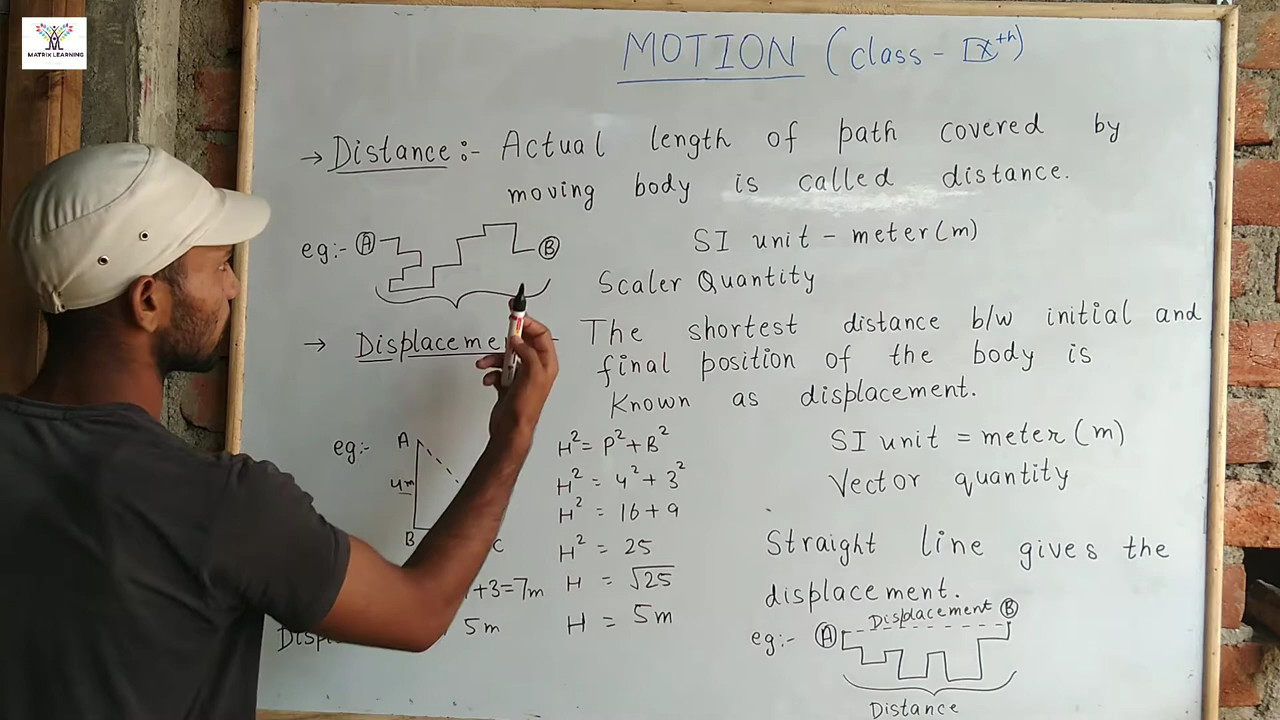 MATRIX LEARNING
MOTION (class - IXth)
→ Distance :- Actual length of path covered by
moving body is called distance.
eg:- A B
SI unit - meter(m)
Scaler Quantity
→ Displaceme - The shortest distance b/w initial and
final position of the body is
Known as displacement.
SI unit = meter (m)
Vector quantity
eg:- A
4m
B C
+3=7m
Displ 5m
H² = P²+B²
H² = 4²+3²
H² = 16+9
H² = 25
H = √25
H = 5m
Straight line gives the
displacement.
eg:- A Displacement B
Distance